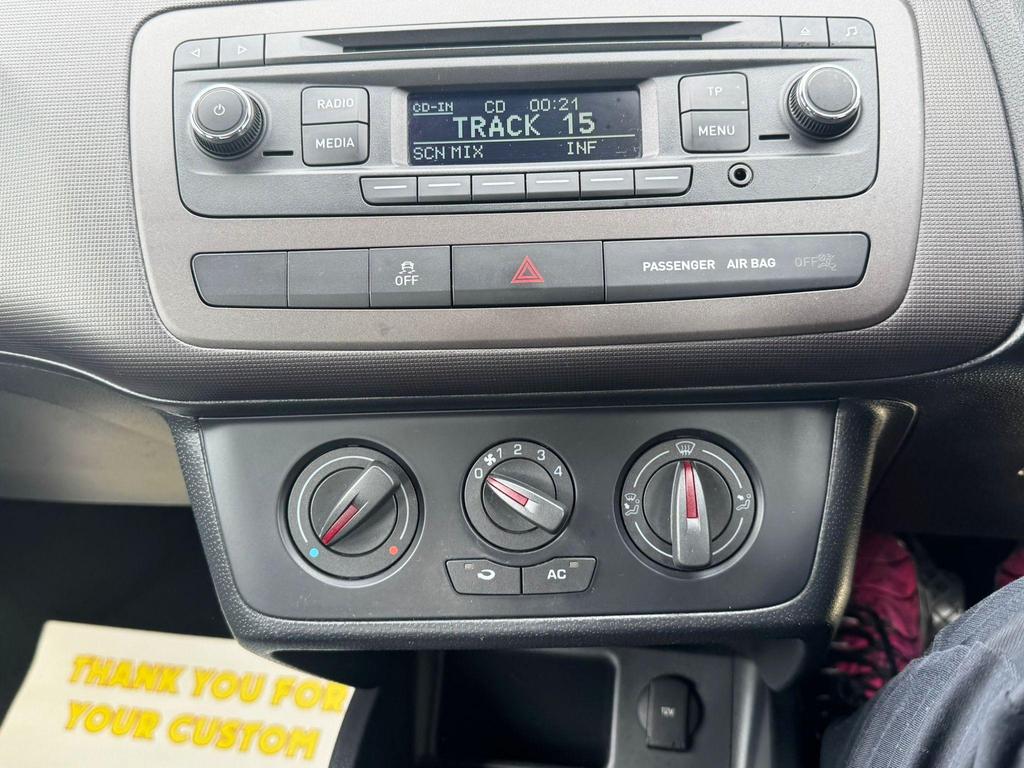 RADIO
MEDIA
CD-IN CD 00:21
TRACK 15
SCN MIX INF
TP
MENU
OFF
PASSENGER AIR BAG OFF
0 1 2 3 4
AC
THANK YOU FOR
YOUR CUSTOM